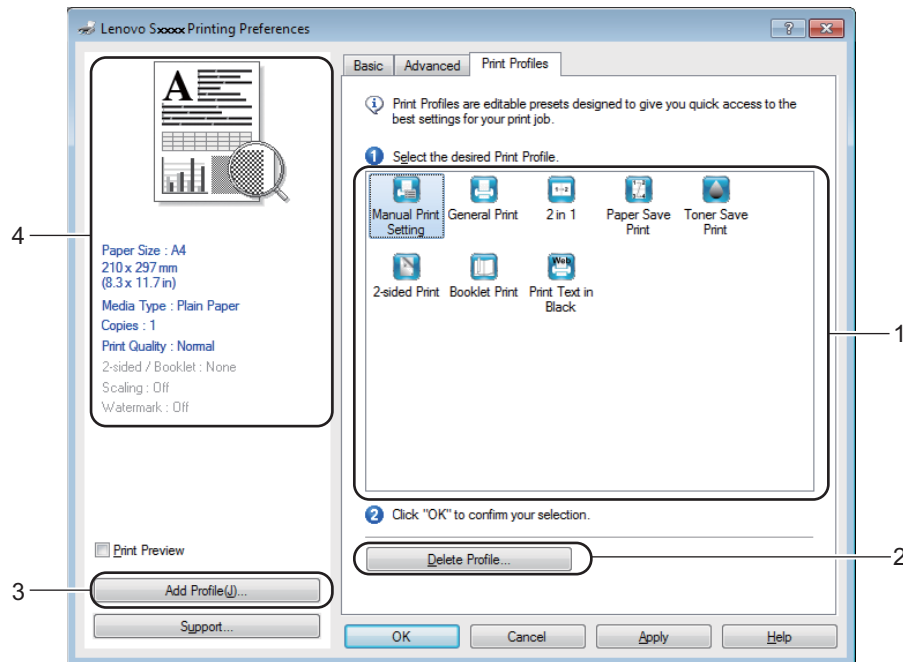 Lenovo Sxxxx Printing Preferences
Basic Advanced Print Profiles
A
Print Profiles are editable presets designed to give you quick access to the
best settings for your print job.
1 Select the desired Print Profile.
Manual Print
Setting
General Print
2 in 1
Paper Save
Print
Toner Save
Print
2-sided Print
Booklet Print
Web
Print Text in
Black
1
4
Paper Size : A4
210 x 297 mm
(8.3 x 11.7 in)
Media Type : Plain Paper
Copies : 1
Print Quality : Normal
2-sided / Booklet : None
Scaling : Off
Watermark : Off
2 Click "OK" to confirm your selection.
Print Preview
Delete Profile...
2
3
Add Profile(J)...
Support...
OK Cancel Apply Help